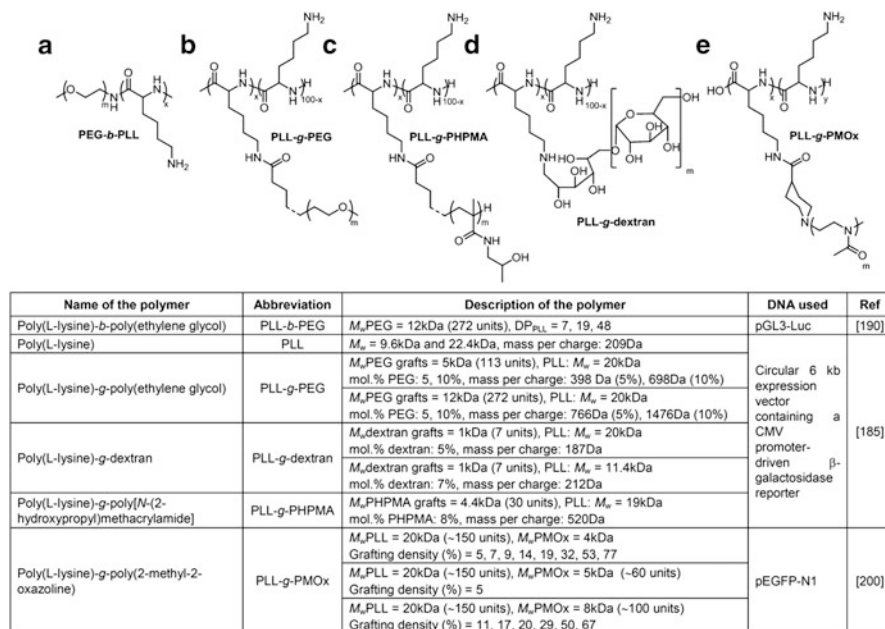 a
b
c
d
e
PEG-b-PLL
PLL-g-PEG
PLL-g-PHPMA
PLL-g-dextran
PLL-g-PMOx
Name of the polymer Abbreviation Description of the polymer DNA used Ref
Poly(L-lysine)-b-poly(ethylene glycol) PLL-b-PEG MwPEG = 12kDa (272 units), DPPLL = 7, 19, 48 pGL3-Luc [190]
Poly(L-lysine) PLL Mw = 9.6kDa and 22.4kDa, mass per charge: 209Da
Poly(L-lysine)-g-poly(ethylene glycol) PLL-g-PEG
MwPEG grafts = 5kDa (113 units), PLL: Mw = 20kDa
mol.% PEG: 5, 10%, mass per charge: 398 Da (5%), 698Da (10%)
MwPEG grafts = 12kDa (272 units), PLL: Mw = 20kDa
mol.% PEG: 5, 10%, mass per charge: 766Da (5%), 1476Da (10%)
Poly(L-lysine)-g-dextran PLL-g-dextran
Mwdextran grafts = 1kDa (7 units), PLL: Mw = 20kDa
mol.% dextran: 5%, mass per charge: 187Da
Mwdextran grafts = 1kDa (7 units), PLL: Mw = 11.4kDa
mol.% dextran: 7%, mass per charge: 212Da
Poly(L-lysine)-g-poly[N-(2-
hydroxypropyl)methacrylamide] PLL-g-PHPMA
MwPHPMA grafts = 4.4kDa (30 units), PLL: Mw = 19kDa
mol.% PHPMA: 8%, mass per charge: 520Da
Circular 6 kb
expression
vector
containing a
CMV
promoter-
driven β-
galactosidase
reporter
[185]
Poly(L-lysine)-g-poly(2-methyl-2-
oxazoline) PLL-g-PMOx
MwPLL = 20kDa (~150 units), MwPMOx = 4kDa
Grafting density (%) = 5, 7, 9, 14, 19, 32, 53, 77
MwPLL = 20kDa (~150 units), MwPMOx = 5kDa (~60 units)
Grafting density (%) = 5
MwPLL = 20kDa (~150 units), MwPMOx = 8kDa (~100 units)
Grafting density (%) = 11, 17, 20, 29, 50, 67
pEGFP-N1 [200]